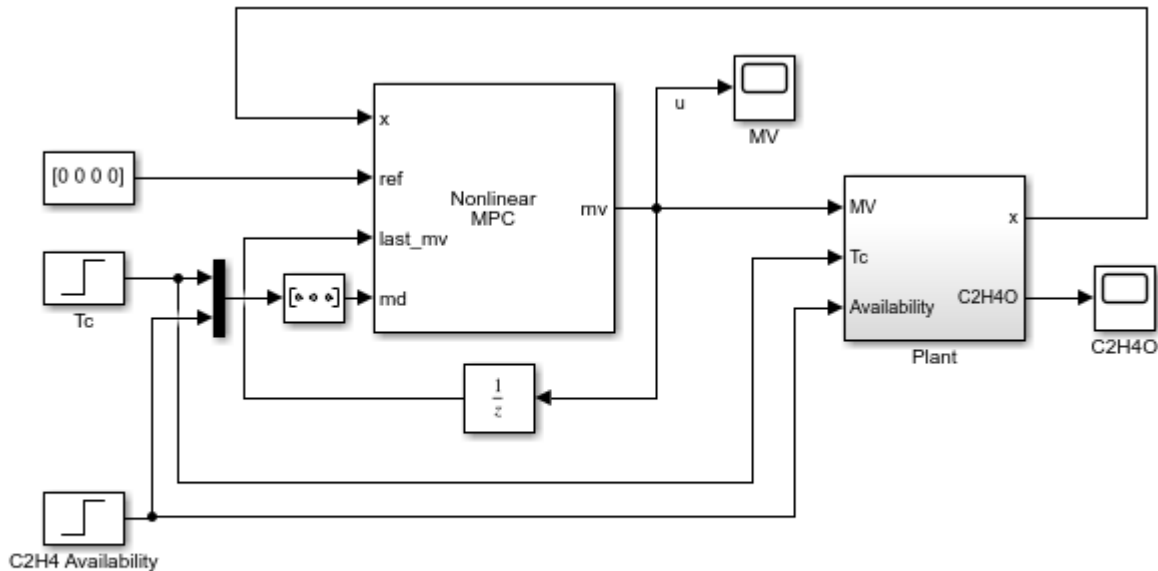 x
[0 0 0 0]
ref
Nonlinear
MPC
mv
last_mv
md
Tc
u
MV
MV
x
Tc
C2H4O
Availability
Plant
C2H4O
1
z
C2H4 Availability